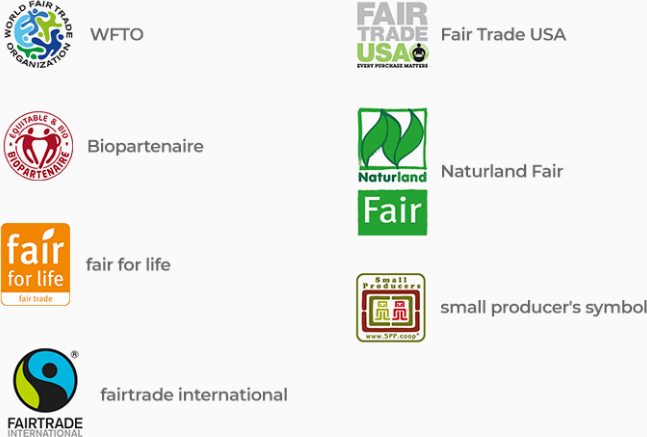 WORLD FAIR TRADE
ORGANIZATION
WFTO
ÉQUITABLE & BIO
BIOPARTENAIRE
Biopartenaire
fair
for life
fair trade
fair for life
®
FAIRTRADE
INTERNATIONAL
fairtrade international
FAIR
TRADE
USA
EVERY PURCHASE MATTERS
Fair Trade USA
Naturland
Fair
Naturland Fair
Small
Producers
www.SPP.coop®
small producer's symbol